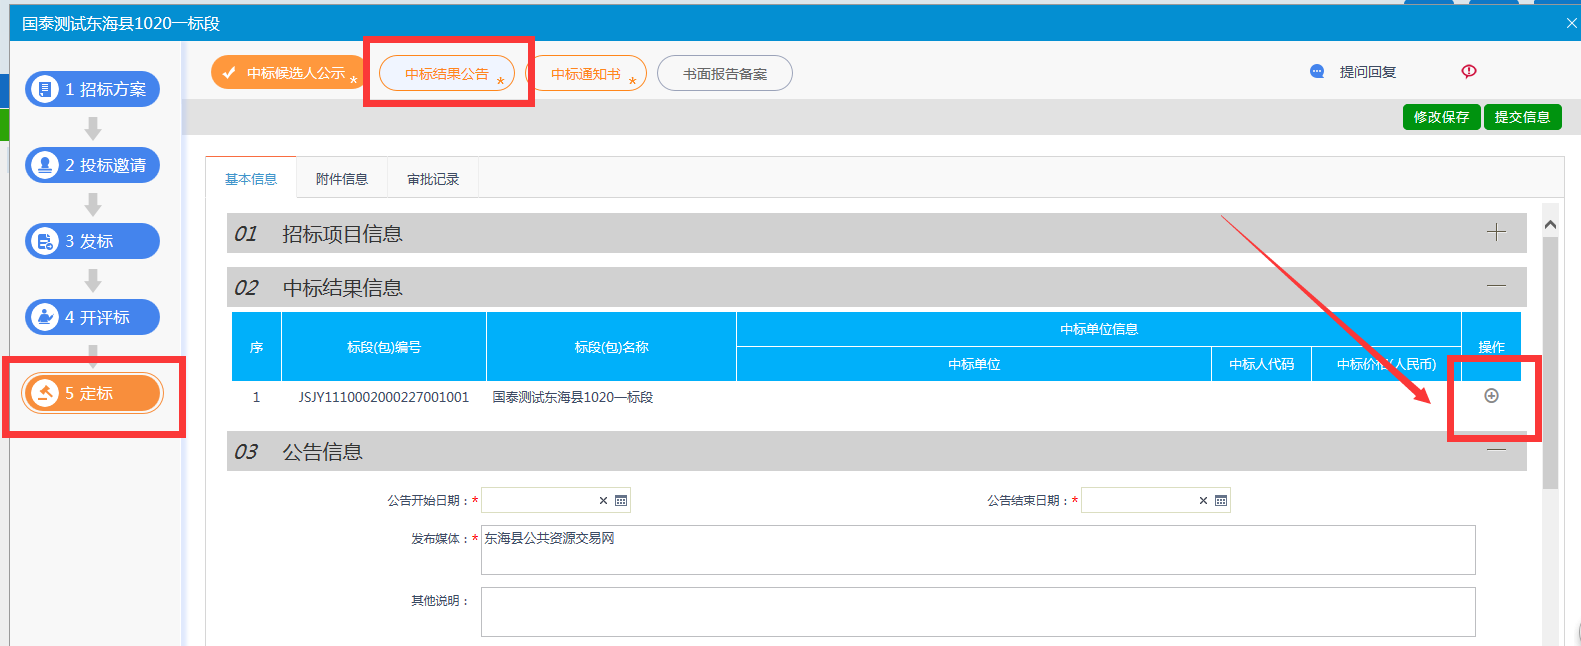 国泰测试东海县1020一标段
1 招标方案
2 投标邀请
3 发标
4 开评标
5 定标
中标候选人公示 *
中标结果公告 *
中标通知书 *
书面报告备案
提问回复
修改保存
提交信息
基本信息
附件信息
审批记录
01 招标项目信息
02 中标结果信息
序
标段(包)编号
标段(包)名称
中标单位信息
操作
中标单位
中标人代码
中标价格(人民币)
1
JSJY1110002000227001001
国泰测试东海县1020一标段
03 公告信息
公告开始日期：*
公告结束日期：*
发布媒体：* 东海县公共资源交易网
其他说明：